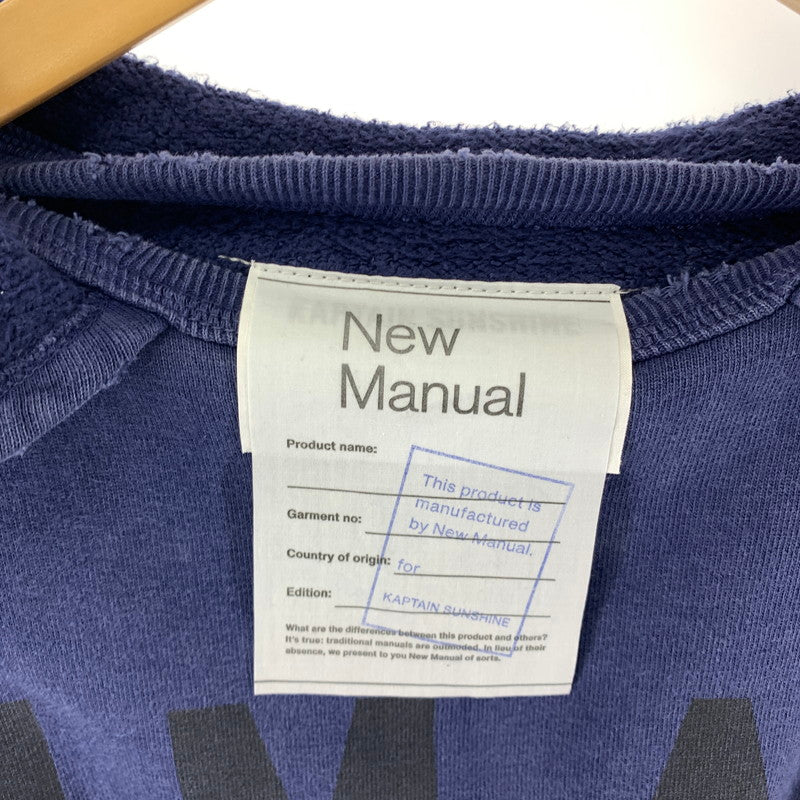 KAPTAIN SUNSHINE
New
Manual
Product name:
This product is
manufactured
by New Manual.
Garment no:
Country of origin:
for
Edition:
KAPTAIN SUNSHINE
What are the differences between this product and others?
It's true: traditional manuals are outmoded. In lieu of their
absence, we present to you New Manual of sorts.